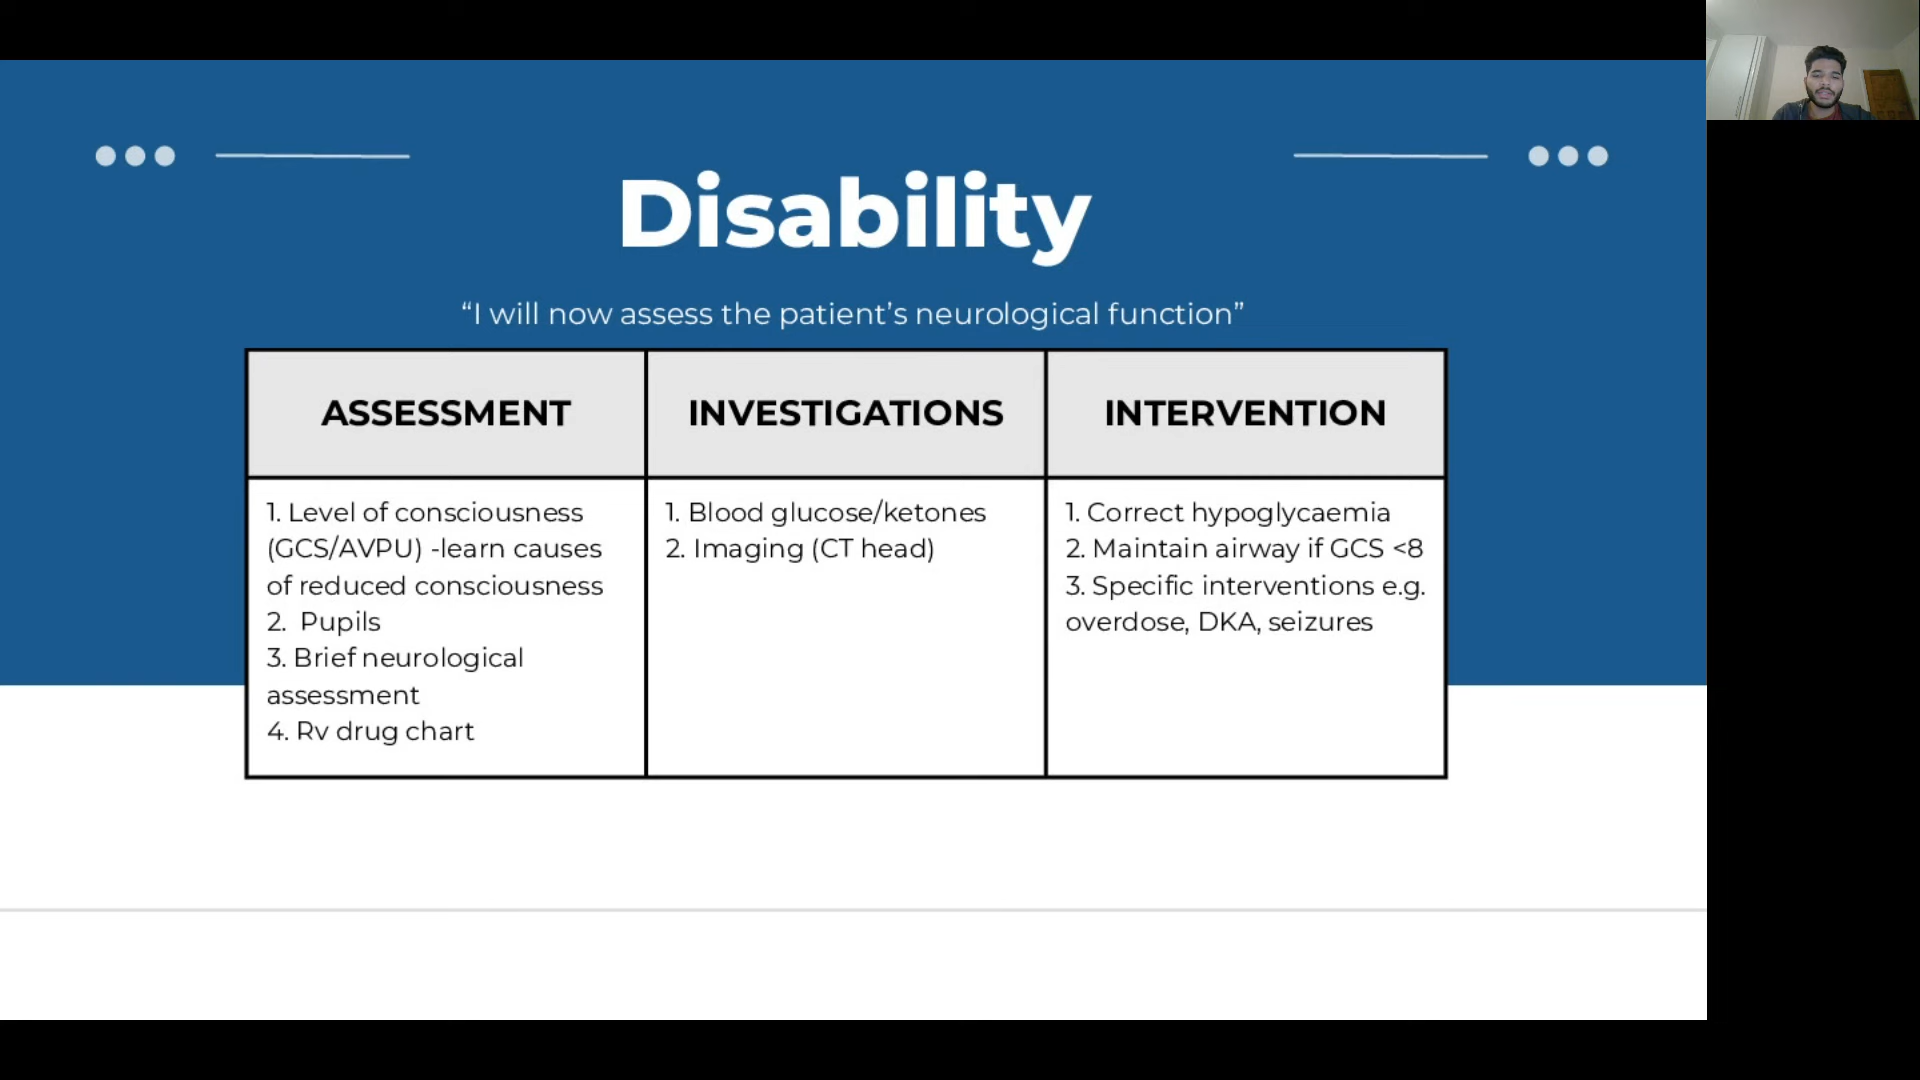 Disability
“I will now assess the patient’s neurological function”
ASSESSMENT
INVESTIGATIONS
INTERVENTION
1. Level of consciousness
(GCS/AVPU) -learn causes
of reduced consciousness
2.  Pupils
3. Brief neurological
assessment
4. Rv drug chart
1. Blood glucose/ketones
2. Imaging (CT head)
1. Correct hypoglycaemia
2. Maintain airway if GCS <8
3. Specific interventions e.g.
overdose, DKA, seizures